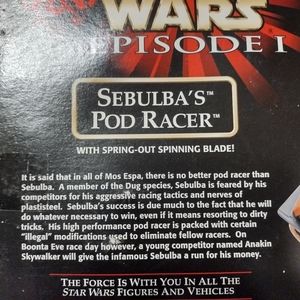 WARS
EPISODE I
SEBULBA'S™
POD RACER™
WITH SPRING-OUT SPINNING BLADE!
It is said that in all of Mos Espa, there is no better pod racer than
Sebulba. A member of the Dug species, Sebulba is feared by his
competitors for his aggressive racing tactics and nerves of
plastisteel. Sebulba's success is due much to the fact that he will
do whatever necessary to win, even if it means resorting to dirty
tricks. His high performance pod racer is packed with certain
"illegal" modifications used to eliminate fellow racers. On
Boonta Eve race day however, a young competitor named Anakin
Skywalker will give the infamous Sebulba a run for his money.
THE FORCE IS WITH YOU IN ALL THE
STAR WARS FIGURES AND VEHICLES